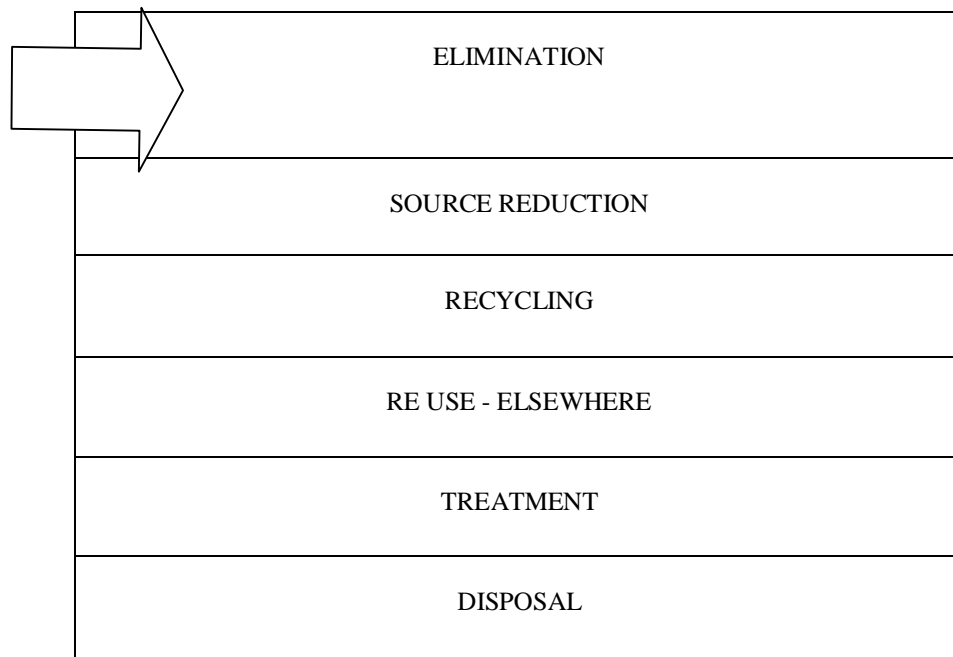 ELIMINATION
SOURCE REDUCTION
RECYCLING
RE USE - ELSEWHERE
TREATMENT
DISPOSAL